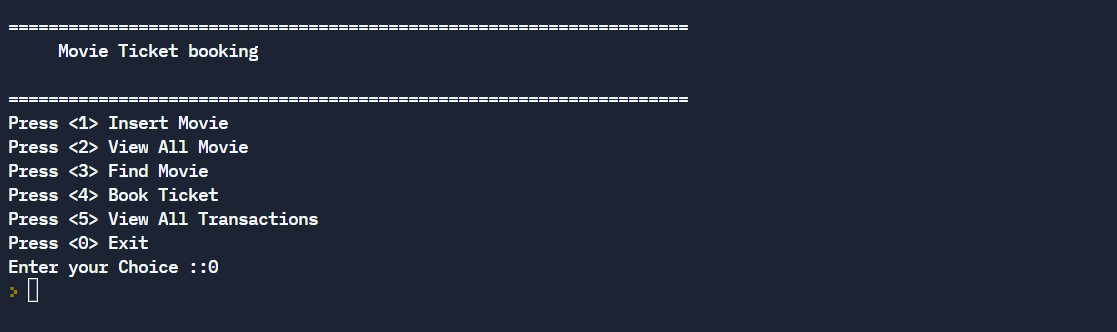 ====================================================================
Movie Ticket booking
====================================================================
Press <1> Insert Movie
Press <2> View All Movie
Press <3> Find Movie
Press <4> Book Ticket
Press <5> View All Transactions
Press <0> Exit
Enter your Choice ::0
>